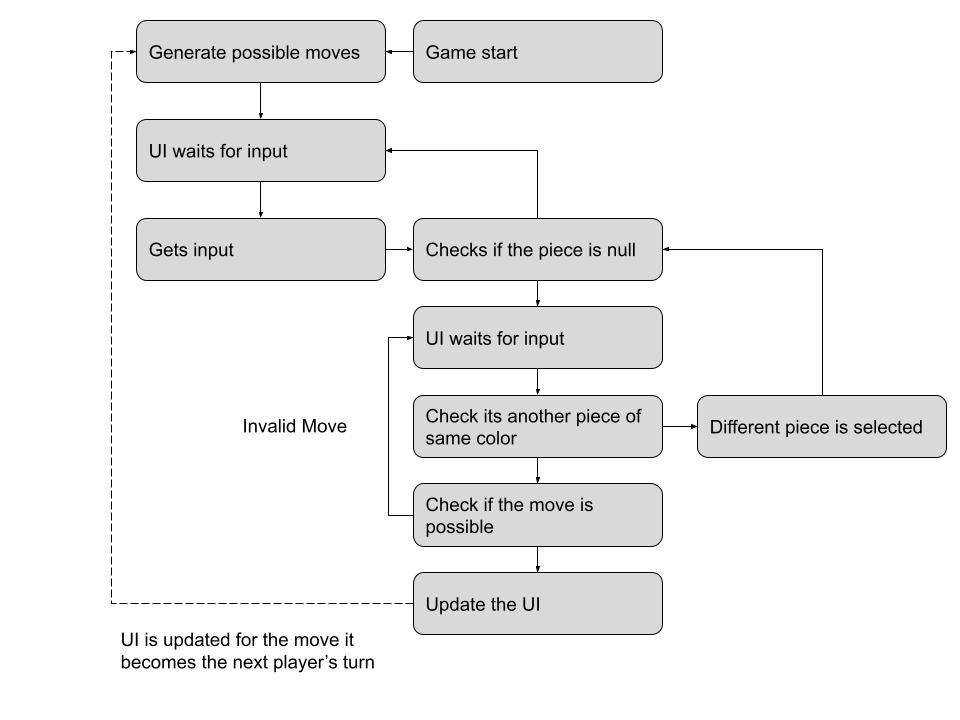 Generate possible moves
Game start
UI waits for input
Gets input
Checks if the piece is null
UI waits for input
Check its another piece of
same color
Different piece is selected
Invalid Move
Check if the move is
possible
Update the UI
UI is updated for the move it
becomes the next player’s turn